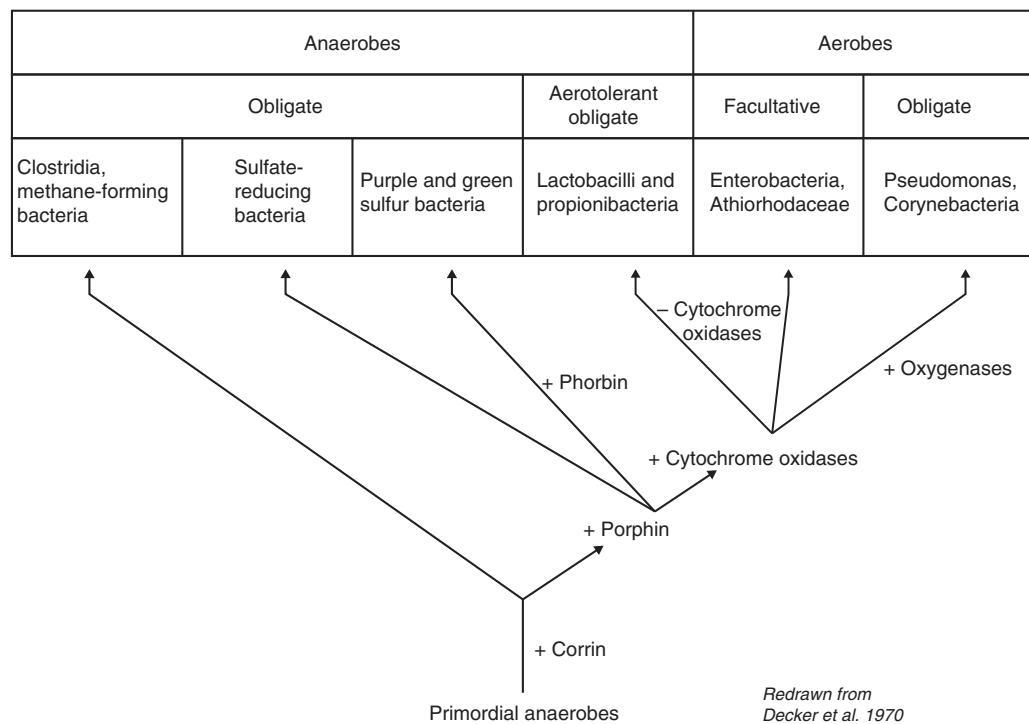 Anaerobes
Aerobes
Obligate
Aerotolerant
obligate
Facultative
Obligate
Clostridia,
methane-forming
bacteria
Sulfate-
reducing
bacteria
Purple and green
sulfur bacteria
Lactobacilli and
propionibacteria
Enterobacteria,
Athiorhodaceae
Pseudomonas,
Corynebacteria
– Cytochrome
oxidases
+ Phorbin
+ Oxygenases
+ Cytochrome oxidases
+ Porphin
+ Corrin
Primordial anaerobes
Redrawn from
Decker et al. 1970